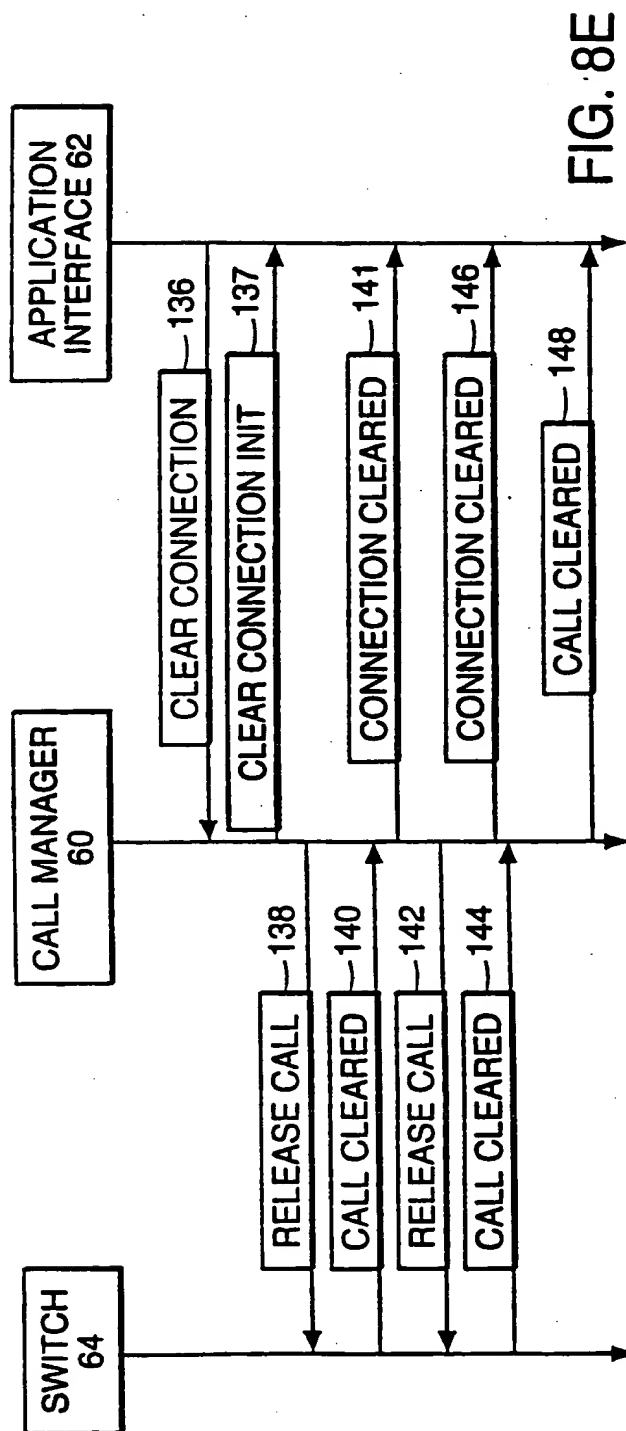 SWITCH
64
CALL MANAGER
60
APPLICATION
INTERFACE 62
CLEAR CONNECTION
136
CLEAR CONNECTION INIT
137
RELEASE CALL
138
CALL CLEARED
140
CONNECTION CLEARED
141
RELEASE CALL
142
CALL CLEARED
144
CONNECTION CLEARED
146
CALL CLEARED
148
FIG. 8E